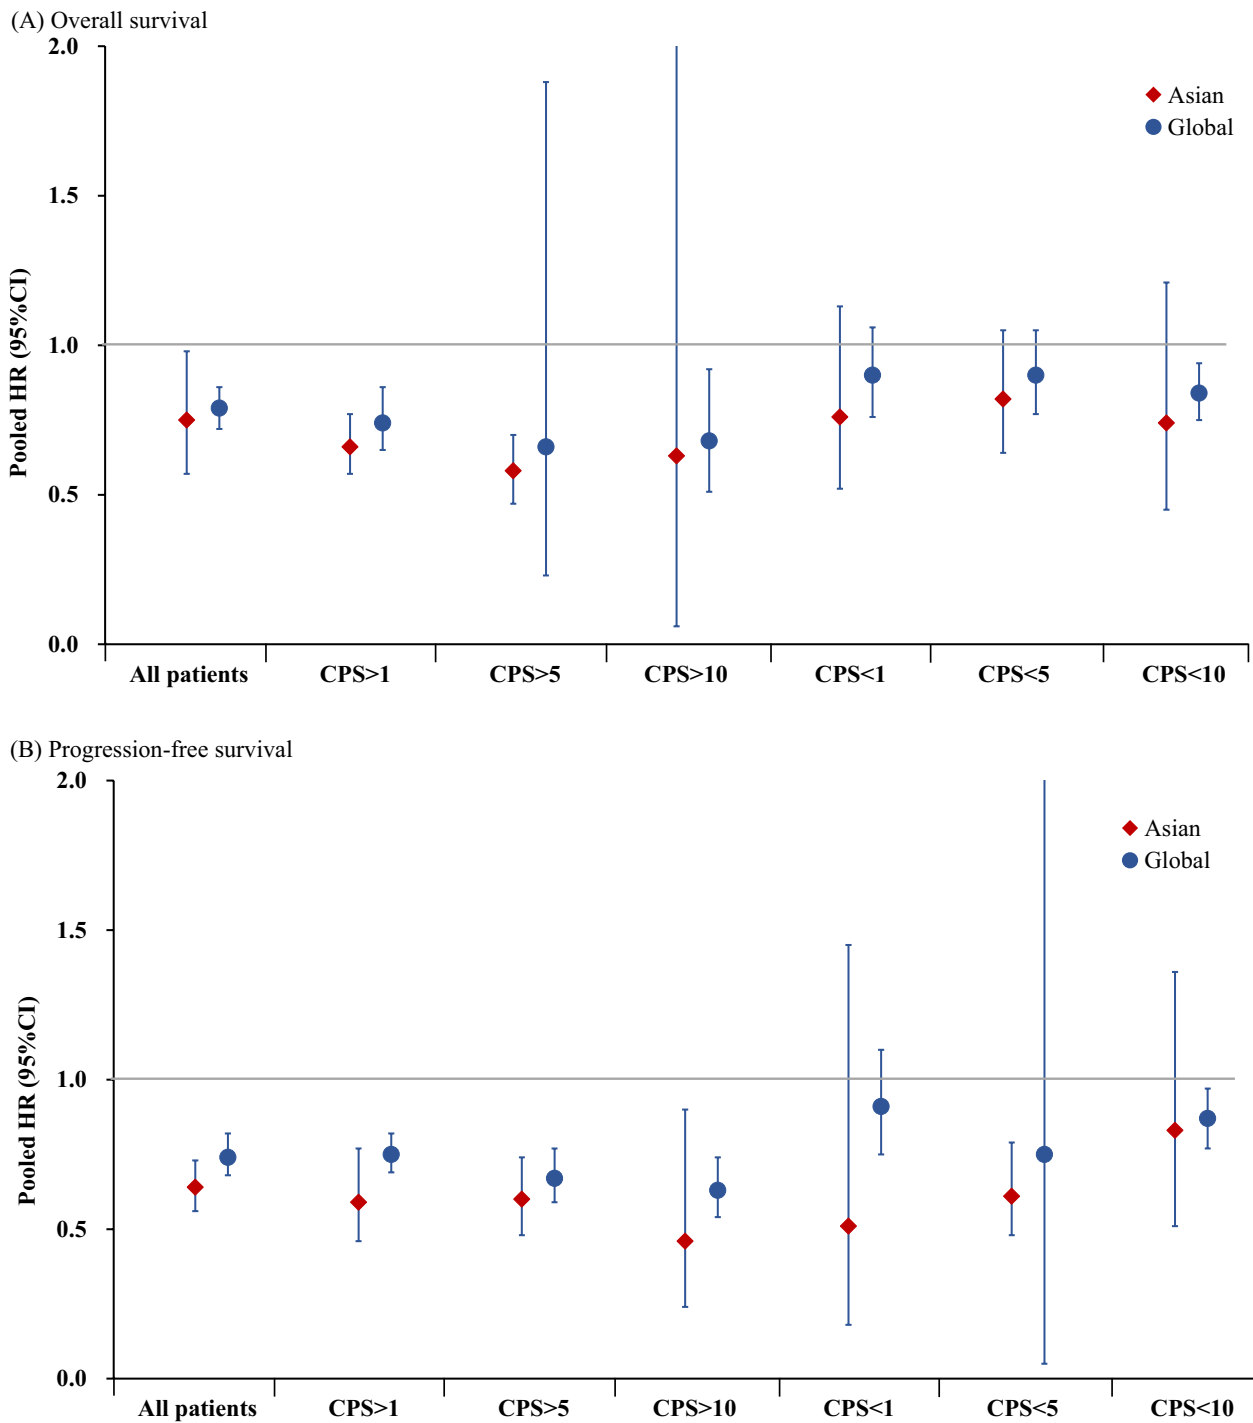 (A) Overall survival
2.0
Asian
Global
1.5
1.0
0.5
0.0
Pooled HR (95%CI)
All patients CPS>1 CPS>5 CPS>10 CPS<1 CPS<5 CPS<10
(B) Progression-free survival
2.0
Asian
Global
1.5
1.0
0.5
0.0
Pooled HR (95%CI)
All patients CPS>1 CPS>5 CPS>10 CPS<1 CPS<5 CPS<10